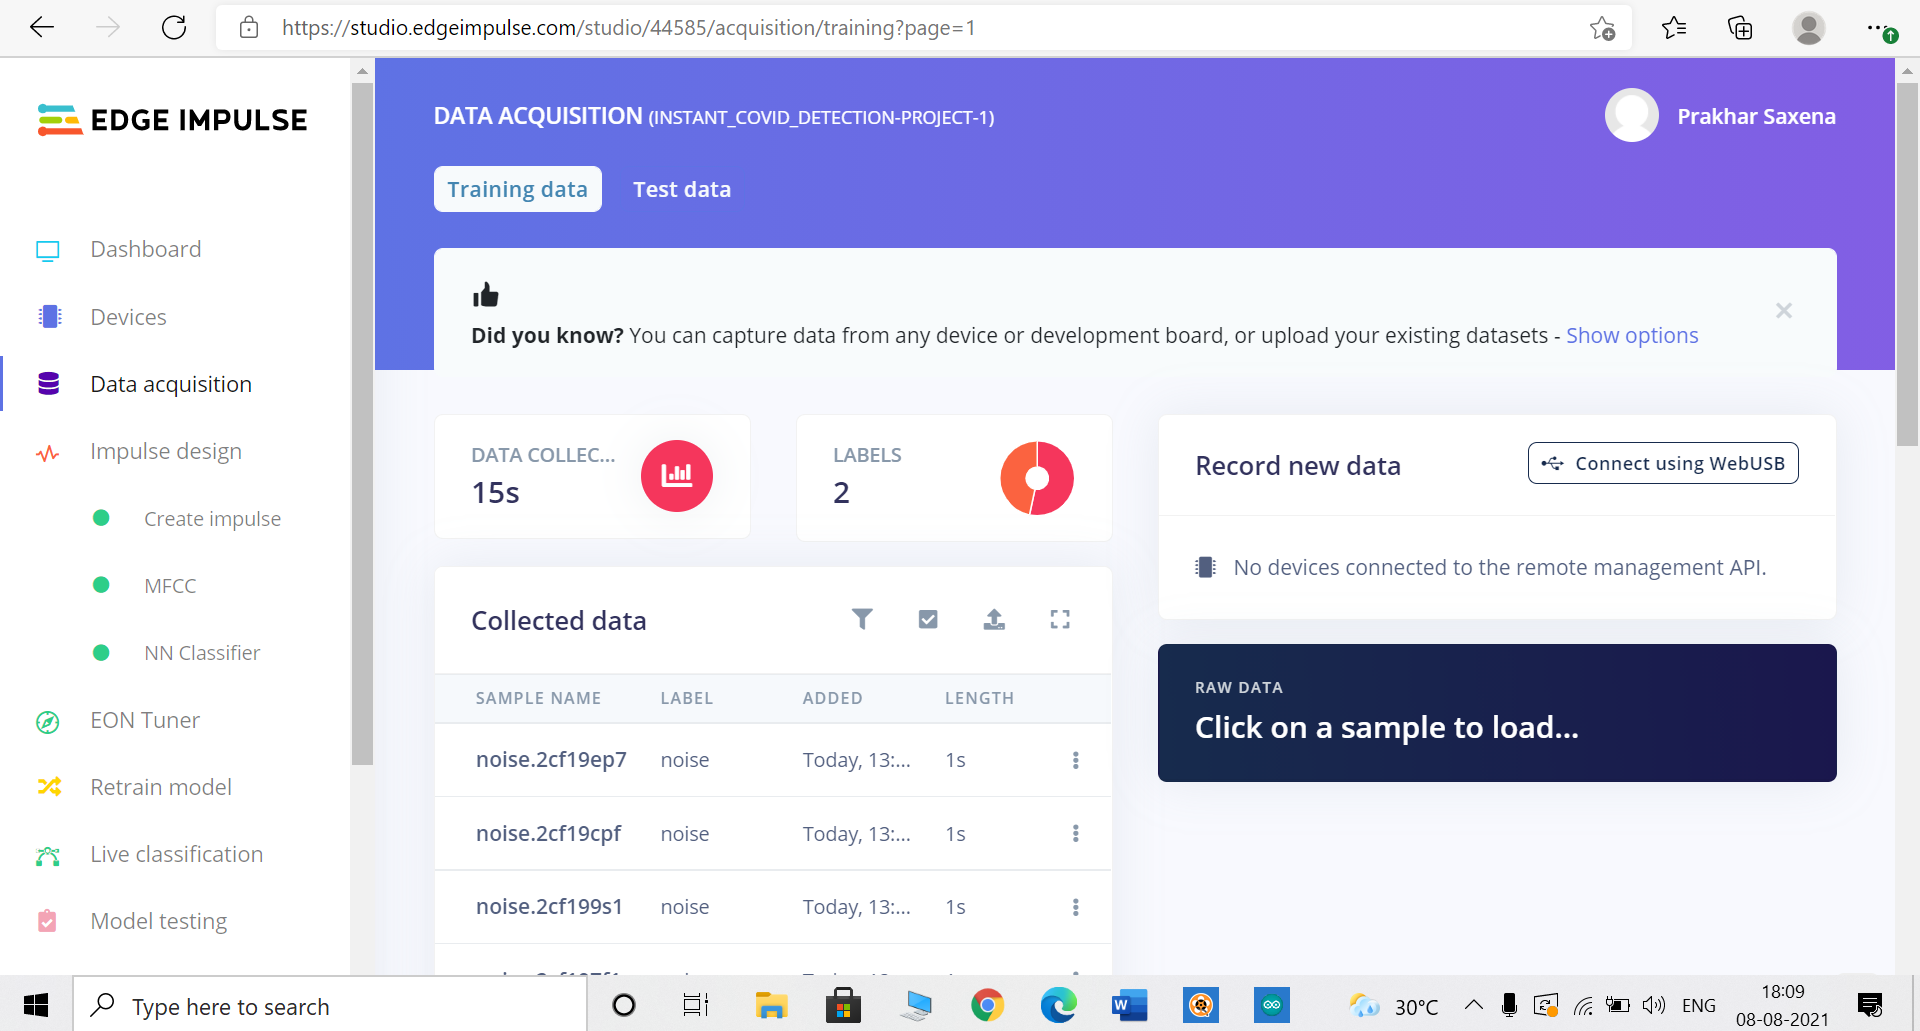 https://studio.edgeimpulse.com/studio/44585/acquisition/training?page=1
EDGE IMPULSE
Dashboard
Devices
Data acquisition
Impulse design
Create impulse
MFCC
NN Classifier
EON Tuner
Retrain model
Live classification
Model testing
DATA ACQUISITION (INSTANT_COVID_DETECTION-PROJECT-1)
Prakhar Saxena
Training data
Test data
Did you know? You can capture data from any device or development board, or upload your existing datasets - Show options
DATA COLLEC...
15s
LABELS
2
Collected data
SAMPLE NAME LABEL ADDED LENGTH
noise.2cf19ep7 noise Today, 13:... 1s
noise.2cf19cpf noise Today, 13:... 1s
noise.2cf199s1 noise Today, 13:... 1s
Record new data
Connect using WebUSB
No devices connected to the remote management API.
RAW DATA
Click on a sample to load...
Type here to search
W
30°C
ENG
18:09
08-08-2021